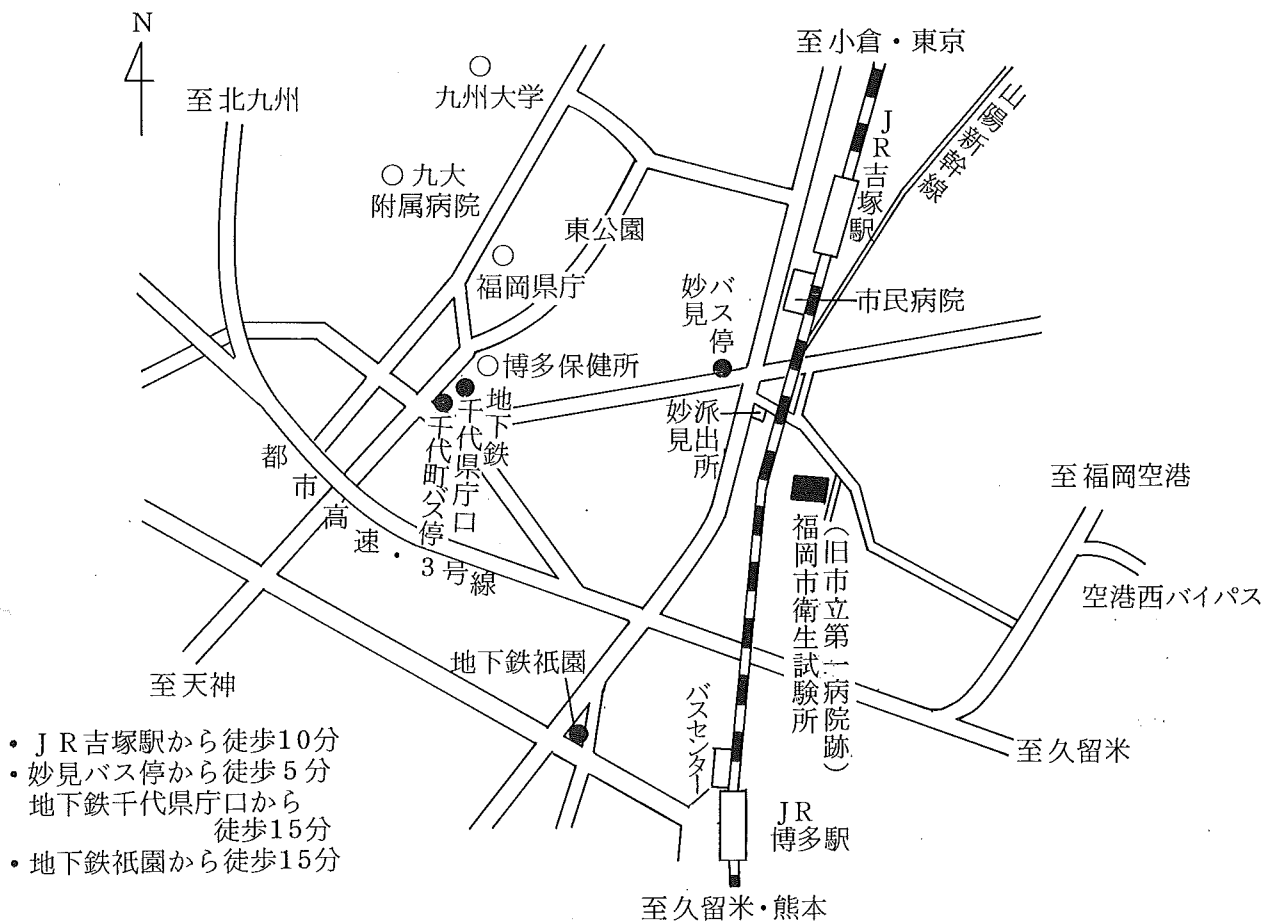 N
至小倉・東京
至北九州
九州大学
山陽新幹線
JR吉塚駅
九大
附属病院
東公園
福岡県庁
バス停
妙見
市民病院
博多保健所
地下鉄
千代県庁口
千代町バス停
派出所
妙見
都市高速・3号線
至福岡空港
空港西バイパス
(旧市立第一病院跡)
福岡市衛生試験所
地下鉄祇園
至天神
バスセンター
至久留米
JR
博多駅
至久留米・熊本
・JR吉塚駅から徒歩10分
・妙見バス停から徒歩5分
地下鉄千代県庁口から
徒歩15分
・地下鉄祇園から徒歩15分